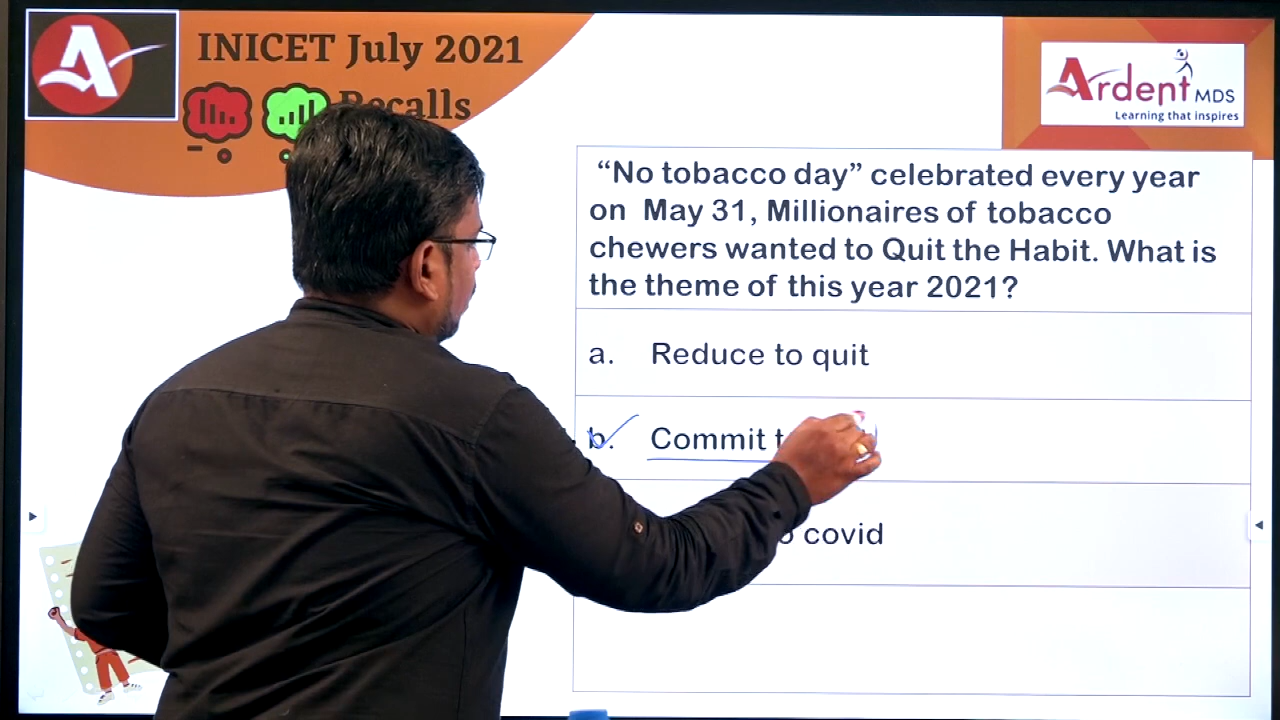 INICET July 2021
Recalls
Ardent MDS
Learning that inspires
“No tobacco day” celebrated every year
on May 31, Millionaires of tobacco
chewers wanted to Quit the Habit. What is
the theme of this year 2021?
a. Reduce to quit
b. Commit
covid